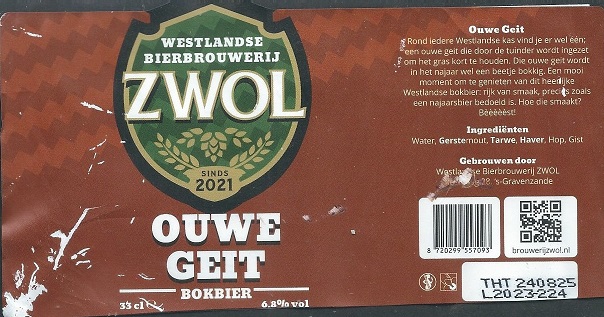 WESTLANDSE
BIERBROUWERIJ
ZWOL
SINDS
2021
OUWE
GEIT
BOKBIER
33 cl
6,8% vol
Ouwe Geit
Rond iedere Westlandse kas vind je er wel één;
een ouwe geit die door de tuinder wordt ingezet
om het gras kort te houden. Die ouwe geit wordt
in het najaar wel een beetje bokkig. Een mooi
moment om te genieten van dit heerlijke
Westlandse bokbier: rijk van smaak, precies zoals
een najaarsbier bedoeld is. Hoe die smaakt?
Bèèèèèst!
Ingrediënten
Water, Gerstemout, Tarwe, Haver, Hop, Gist
Gebrouwen door
Westlandse Bierbrouwerij ZWOL
's-Gravenzande
8 720299 557093
brouwerijzwol.nl
THT 240825
L2023-224